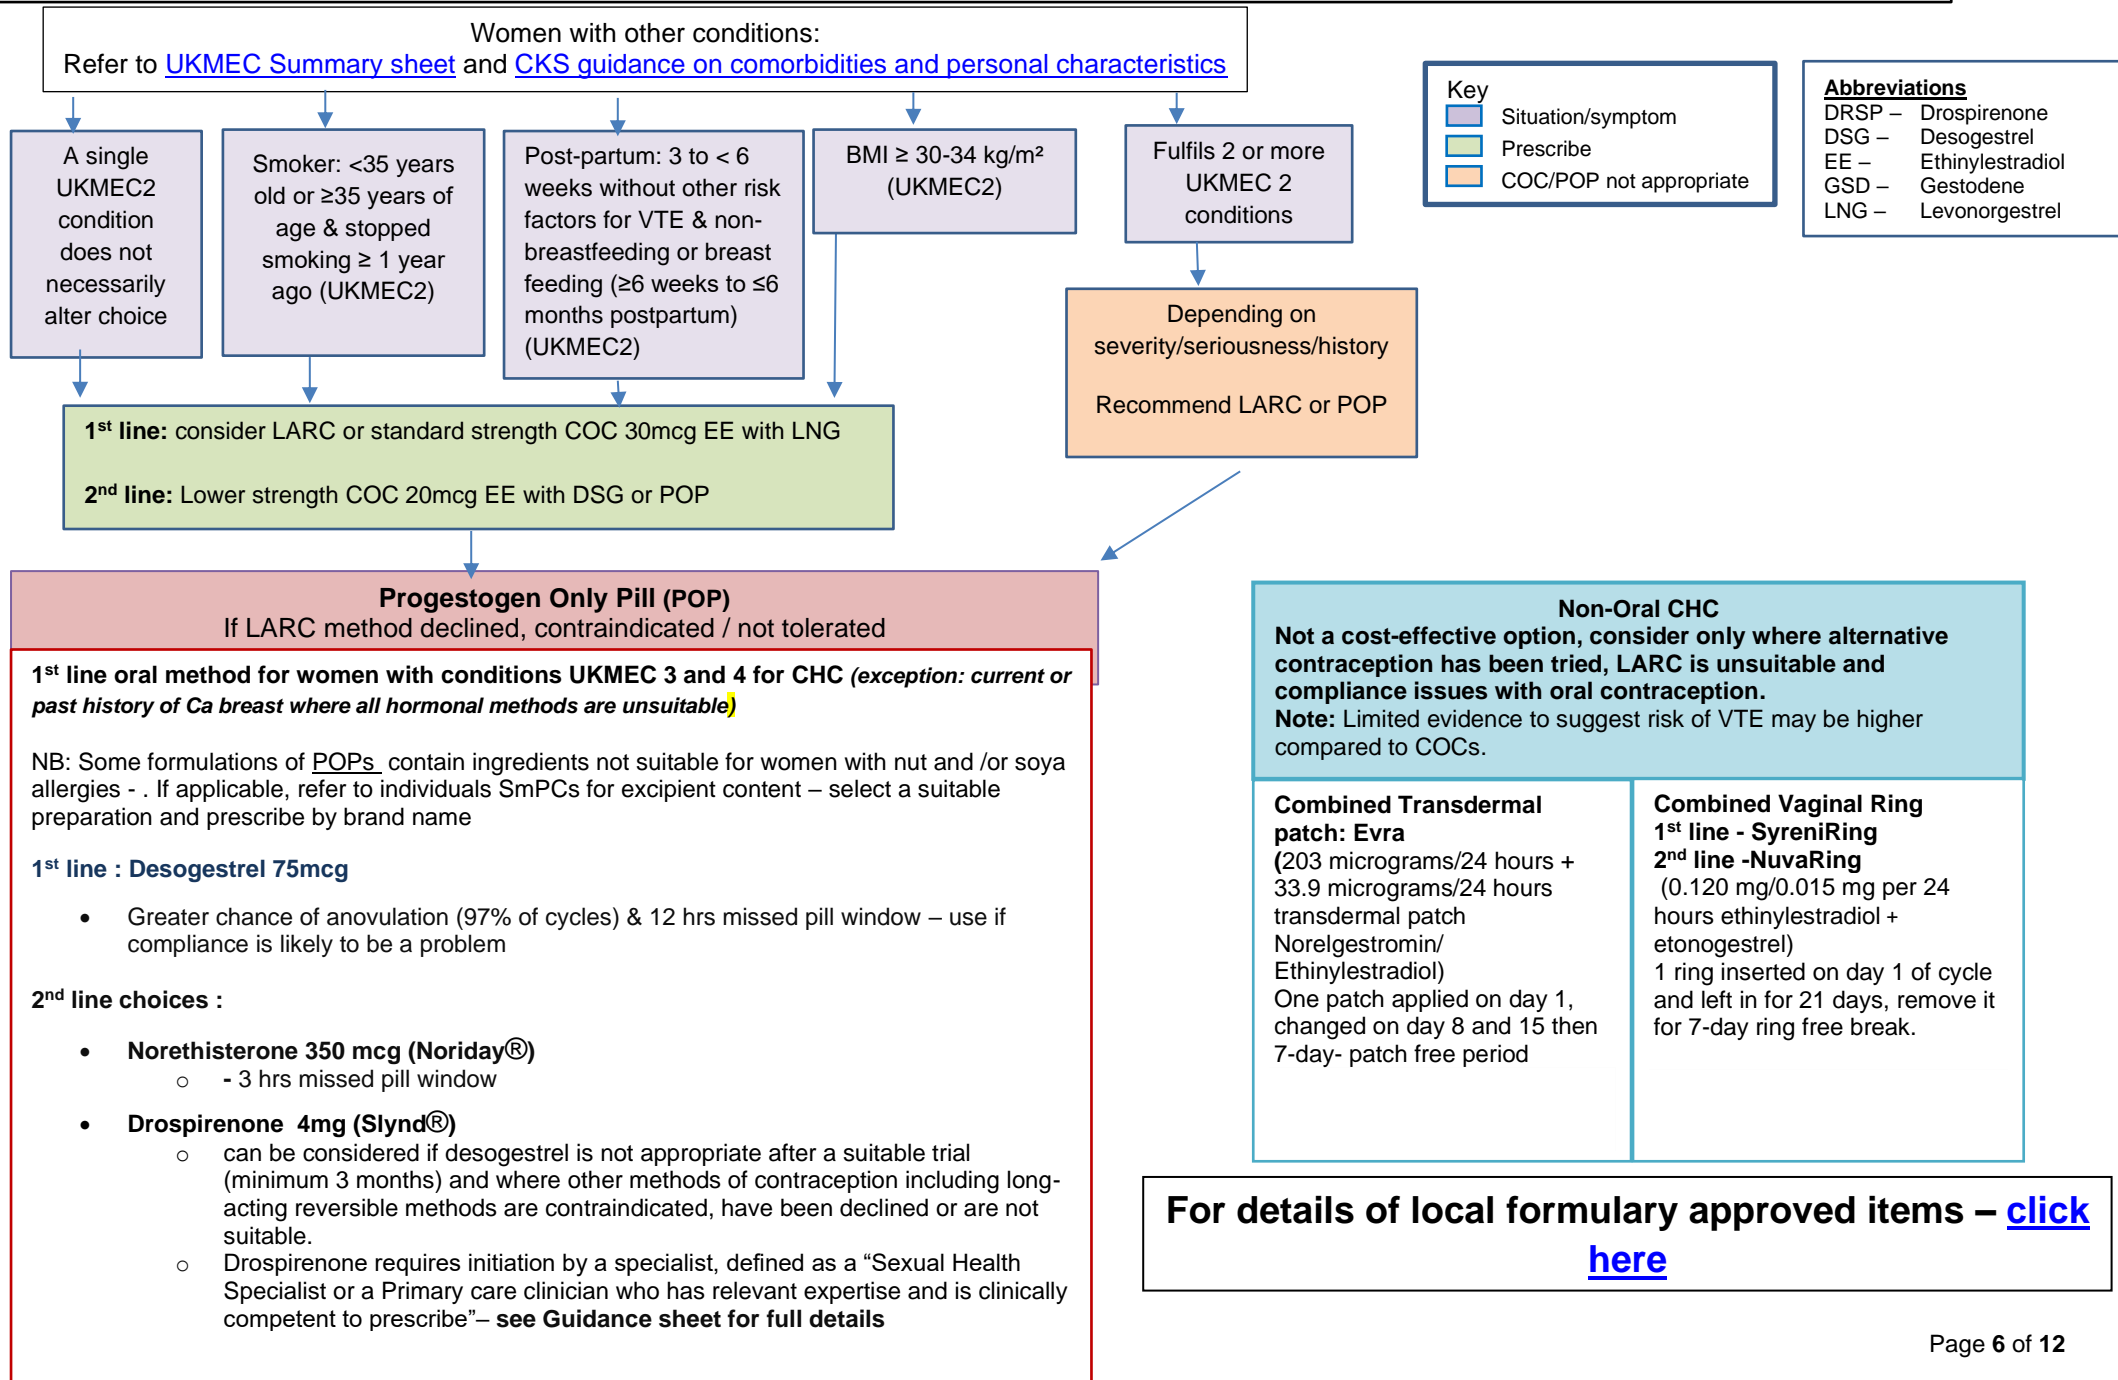 Women with other conditions:
Refer to UKMEC Summary sheet and CKS guidance on comorbidities and personal characteristics
Key
Situation/symptom
Prescribe
COC/POP not appropriate
Abbreviations
DRSP – Drospirenone
DSG – Desogestrel
EE – Ethinylestradiol
GSD – Gestodene
LNG – Levonorgestrel
A single
UKMEC2
condition
does not
necessarily
alter choice
Smoker: <35 years
old or ≥35 years of
age & stopped
smoking ≥ 1 year
ago (UKMEC2)
Post-partum: 3 to < 6
weeks without other risk
factors for VTE & non-
breastfeeding or breast
feeding (≥6 weeks to ≤6
months postpartum)
(UKMEC2)
BMI ≥ 30-34 kg/m²
(UKMEC2)
Fulfils 2 or more
UKMEC 2
conditions
Depending on
severity/seriousness/history
Recommend LARC or POP
1st line: consider LARC or standard strength COC 30mcg EE with LNG
2nd line: Lower strength COC 20mcg EE with DSG or POP
Progestogen Only Pill (POP)
If LARC method declined, contraindicated / not tolerated
1st line oral method for women with conditions UKMEC 3 and 4 for CHC (exception: current or
past history of Ca breast where all hormonal methods are unsuitable)
NB: Some formulations of POPs contain ingredients not suitable for women with nut and /or soya
allergies - . If applicable, refer to individuals SmPCs for excipient content – select a suitable
preparation and prescribe by brand name
1st line : Desogestrel 75mcg
• Greater chance of anovulation (97% of cycles) & 12 hrs missed pill window – use if
compliance is likely to be a problem
2nd line choices :
• Norethisterone 350 mcg (Noriday®)
o - 3 hrs missed pill window
• Drospirenone 4mg (Slynd®)
o can be considered if desogestrel is not appropriate after a suitable trial
(minimum 3 months) and where other methods of contraception including long-
acting reversible methods are contraindicated, have been declined or are not
suitable.
o Drospirenone requires initiation by a specialist, defined as a “Sexual Health
Specialist or a Primary care clinician who has relevant expertise and is clinically
competent to prescribe”– see Guidance sheet for full details
Non-Oral CHC
Not a cost-effective option, consider only where alternative
contraception has been tried, LARC is unsuitable and
compliance issues with oral contraception.
Note: Limited evidence to suggest risk of VTE may be higher
compared to COCs.
Combined Transdermal
patch: Evra
(203 micrograms/24 hours +
33.9 micrograms/24 hours
transdermal patch
Norelgestromin/
Ethinylestradiol)
One patch applied on day 1,
changed on day 8 and 15 then
7-day- patch free period
Combined Vaginal Ring
1st line - SyreniRing
2nd line -NuvaRing
(0.120 mg/0.015 mg per 24
hours ethinylestradiol +
etonogestrel)
1 ring inserted on day 1 of cycle
and left in for 21 days, remove it
for 7-day ring free break.
For details of local formulary approved items – click
here
Page 6 of 12